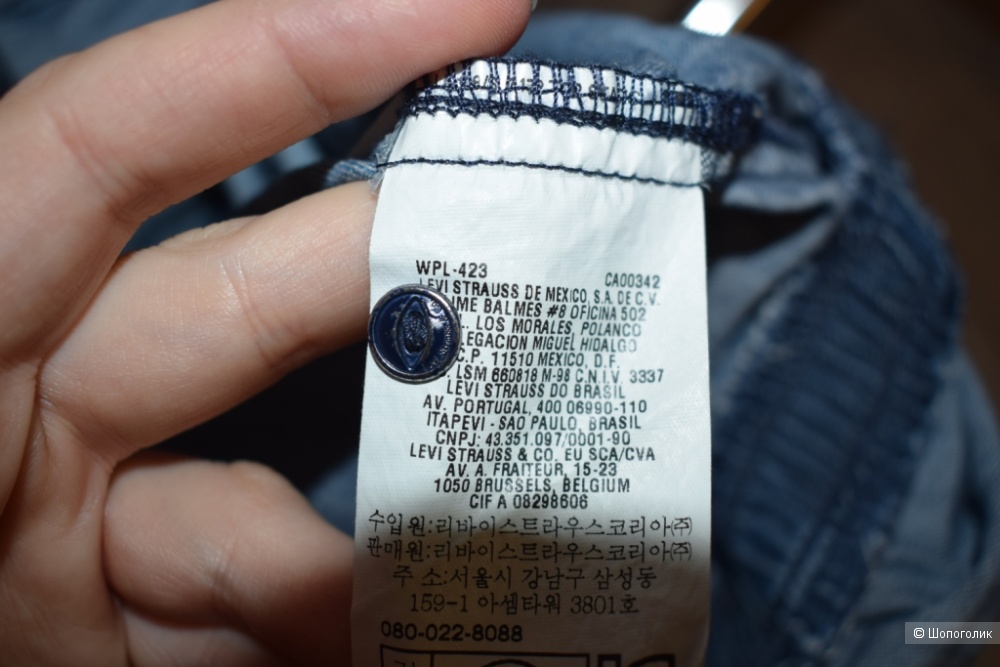 WPL-423
CA00342
LEVI STRAUSS DE MEXICO, S.A. DE C.V.
IME BALMES #8 OFICINA 502
LOS MORALES, POLANCO
LEGACION MIGUEL HIDALGO
C.P. 11510 MEXICO, D.F.
LSM 660818 M-98 C.N.I.V. 3337
LEVI STRAUSS DO BRASIL
AV. PORTUGAL, 400 06990-110
ITAPEVI - SAO PAULO, BRASIL
CNPJ: 43.351.097/0001-90
LEVI STRAUSS & CO. EU SCA/CVA
AV. A. FRAITEUR, 15-23
1050 BRUSSELS, BELGIUM
CIF A 08298606
수입원:리바이스트라우스코리아(주)
판매원:리바이스트라우스코리아(주)
주 소:서울시 강남구 삼성동
159-1 아셈타워 3801호
080-022-8088
© Шопоголик